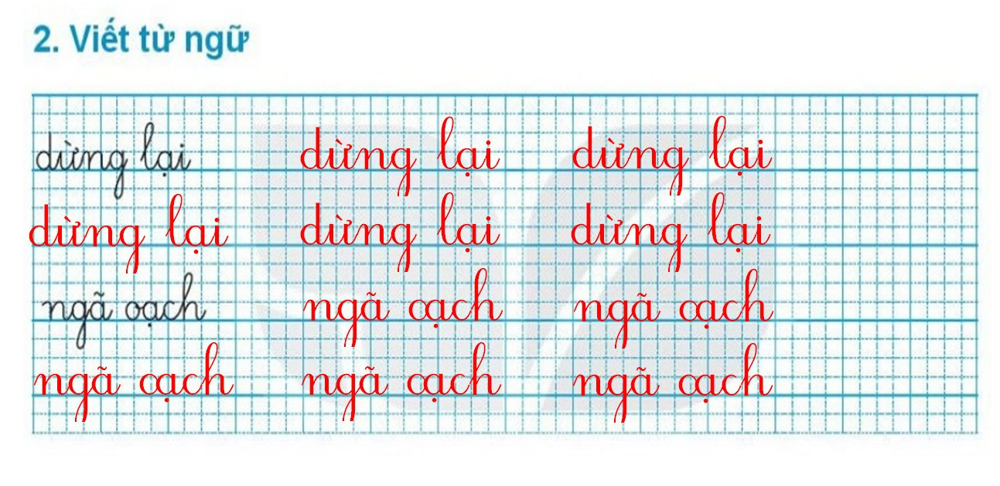 2. Viết từ ngữ
dừng lại dừng lại dừng lại
dừng lại dừng lại dừng lại
ngã oạch ngã oạch ngã oạch
ngã oạch ngã oạch ngã oạch